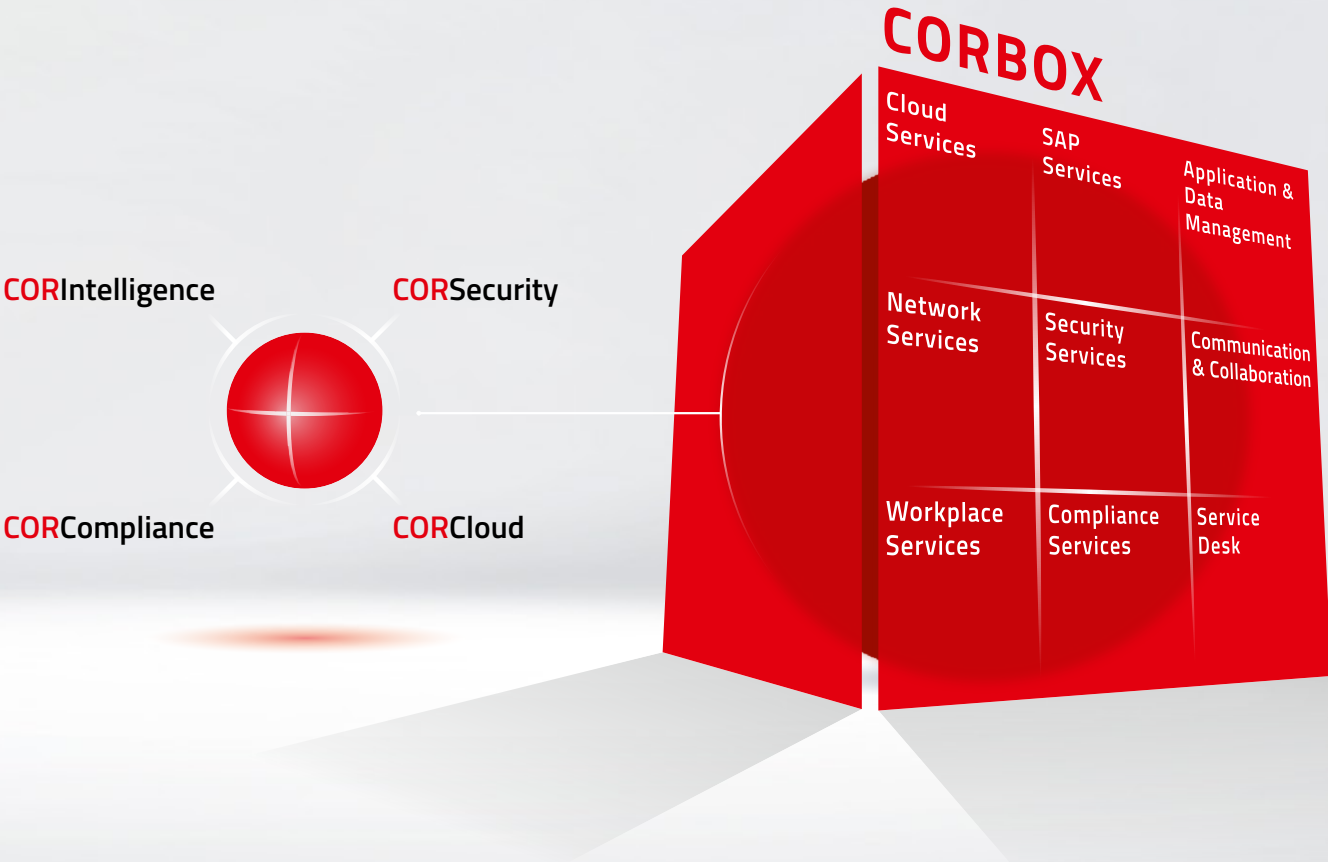 CORBOX
Cloud
Services
SAP
Services
Application &
Data
Management
CORIntelligence
CORSecurity
Network
Services
Security
Services
Communication
& Collaboration
CORCompliance
CORCloud
Workplace
Services
Compliance
Services
Service
Desk